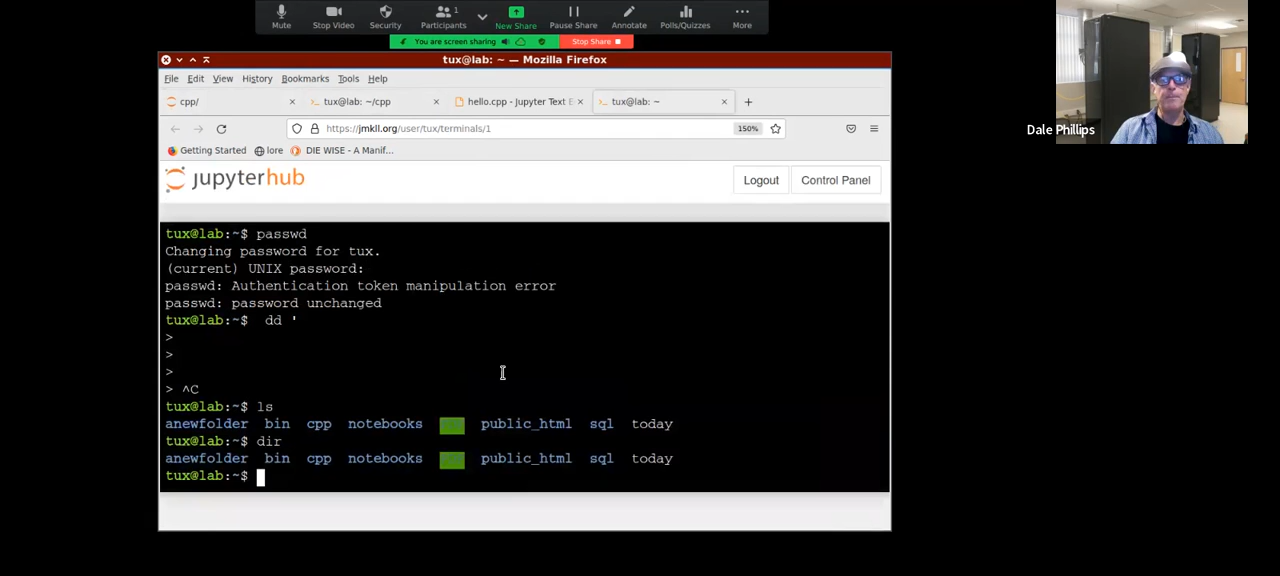 Mute
Stop Video
Security
Participants 1
New Share
Pause Share
Annotate
Polls/Quizzes
More
You are screen sharing
Stop Share
Dale Phillips
tux@lab: ~ — Mozilla Firefox
File Edit View History Bookmarks Tools Help
cpp/
tux@lab: ~/cpp
hello.cpp - Jupyter Text E
tux@lab: ~
https://jmkll.org/user/tux/terminals/1
150%
Getting Started
lore
DIE WISE - A Manif...
jupyterhub
Logout
Control Panel
tux@lab:~$ passwd
Changing password for tux.
(current) UNIX password:
passwd: Authentication token manipulation error
passwd: password unchanged
tux@lab:~$  dd '
>
>
>
> ^C
tux@lab:~$ ls
anewfolder bin cpp notebooks public_html sql today
tux@lab:~$ dir
anewfolder bin cpp notebooks public_html sql today
tux@lab:~$